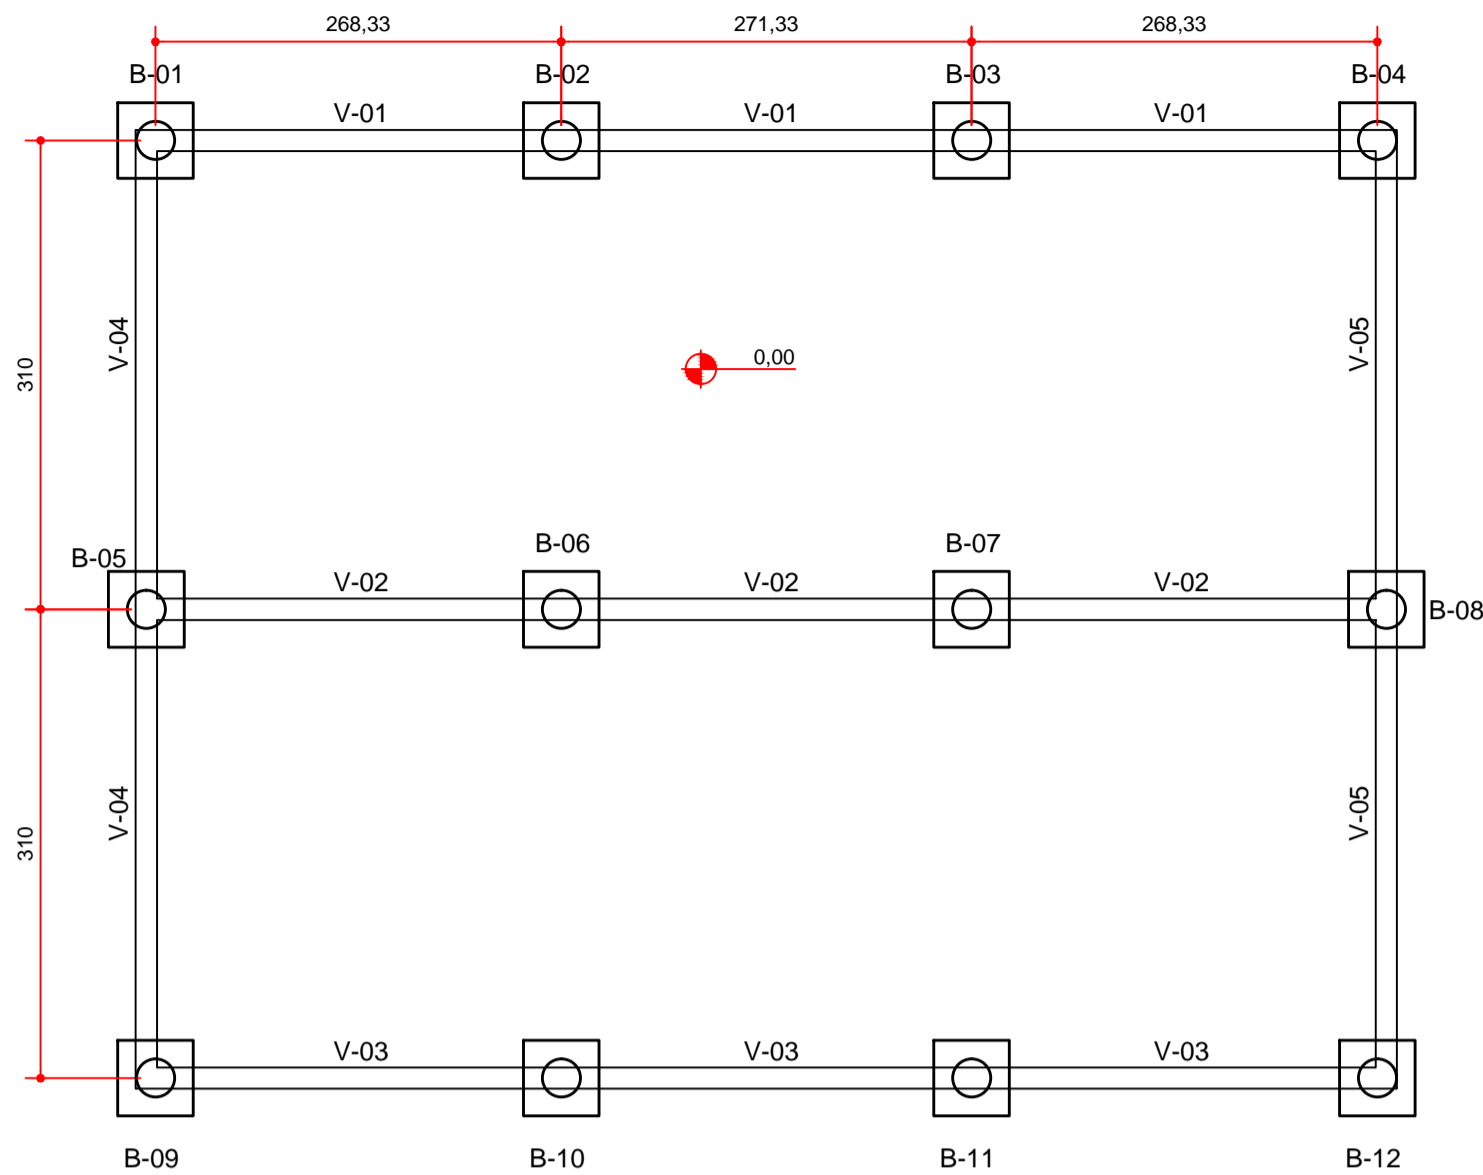 268,33 271,33 268,33
B-01 B-02 B-03 B-04
V-01 V-01 V-01
V-04 V-05
310
0,00
B-05 B-06 B-07
V-02 V-02 V-02
B-08
V-04 V-05
310
V-03 V-03 V-03
B-09 B-10 B-11 B-12